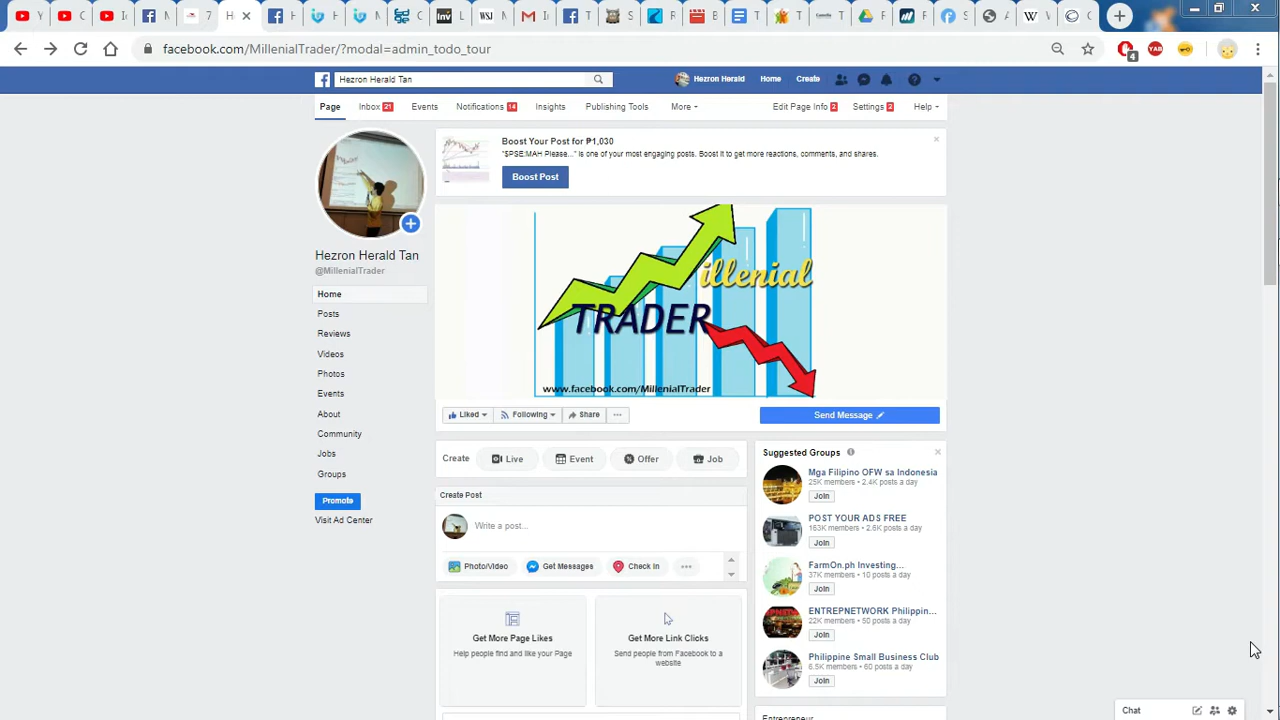 7
H
T
Inv
WSJ
T
T
T
facebook.com/MillenialTrader/?modal=admin_todo_tour
4
YAB
Hezron Herald Tan
Hezron Herald
Home
Create
Page
Inbox 21
Events
Notifications 14
Insights
Publishing Tools
More
Edit Page Info 2
Settings 2
Help
Boost Your Post for ₱1,030
"$PSE:MAH Please..." is one of your most engaging posts. Boost it to get more reactions, comments, and shares.
Boost Post
Hezron Herald Tan
@MillenialTrader
Home
Posts
Reviews
Videos
Photos
Events
About
Community
Jobs
Groups
Promote
Visit Ad Center
illenial
TRADER
www.facebook.com/MillenialTrader
Liked
Following
Share
Send Message
Create
Live
Event
Offer
Job
Create Post
Write a post...
Photo/Video
Get Messages
Check in
Get More Page Likes
Help people find and like your Page
Get More Link Clicks
Send people from Facebook to a
website
Suggested Groups
Mga Filipino OFW sa Indonesia
25K members • 2.4K posts a day
Join
POST YOUR ADS FREE
163K members • 2.6K posts a day
Join
FarmOn.ph Investing...
37K members • 10 posts a day
Join
ENTREPNETWORK Philippin...
22K members • 50 posts a day
Join
Philippine Small Business Club
6.5K members • 60 posts a day
Join
Entrepreneur
Chat